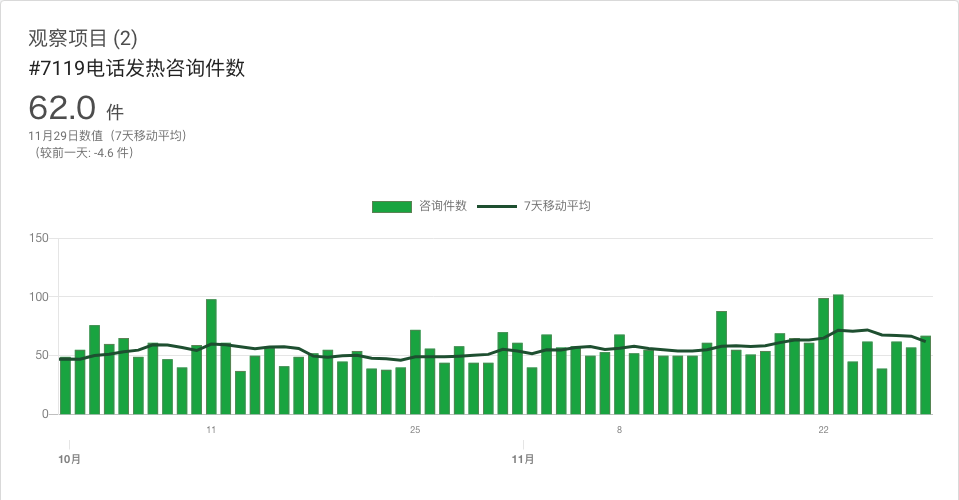 观察项目 (2)
#7119电话发热咨询件数
62.0 件
11月29日数值（7天移动平均）
（较前一天: -4.6 件）
咨询件数 7天移动平均
150
100
50
0
11 25 8 22
10月 11月